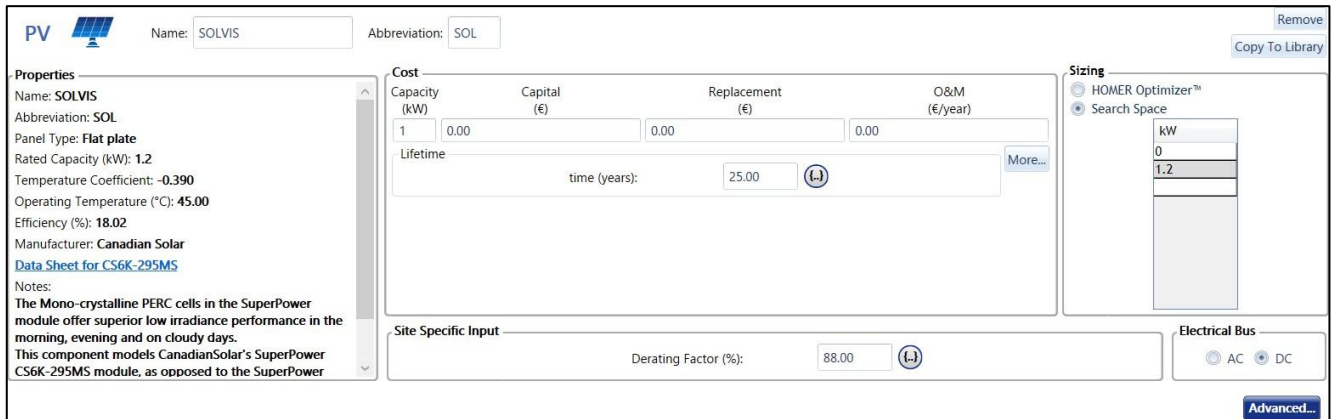 PV Name: SOLVIS Abbreviation: SOL
Remove
Copy To Library
Properties
Name: SOLVIS
Abbreviation: SOL
Panel Type: Flat plate
Rated Capacity (kW): 1.2
Temperature Coefficient: -0.390
Operating Temperature (°C): 45.00
Efficiency (%): 18.02
Manufacturer: Canadian Solar
Data Sheet for CS6K-295MS
Notes:
The Mono-crystalline PERC cells in the SuperPower
module offer superior low irradiance performance in the
morning, evening and on cloudy days.
This component models CanadianSolar's SuperPower
CS6K-295MS module, as opposed to the SuperPower
Cost
Capacity Capital Replacement O&M
(kW) (€) (€) (€/year)
1 0.00 0.00 0.00
Lifetime
time (years): 25.00 {..}
More...
Site Specific Input
Derating Factor (%): 88.00 {..}
Sizing
HOMER Optimizer™
Search Space
kW
0
1.2
Electrical Bus
AC DC
Advanced...